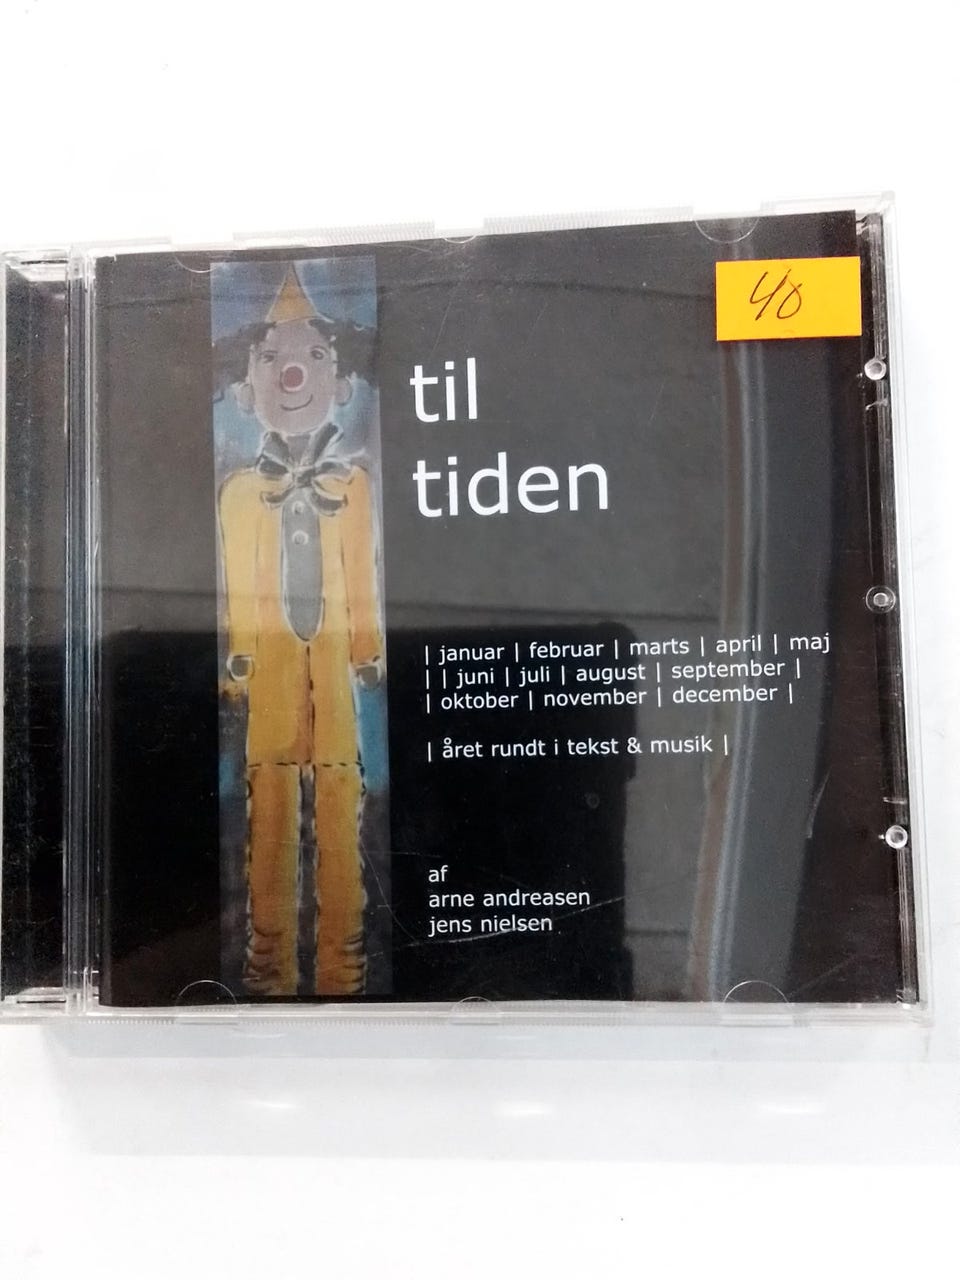 40
til
tiden
| januar | februar | marts | april | maj
| | juni | juli | august | september |
| oktober | november | december |
| året rundt i tekst & musik |
af
arne andreasen
jens nielsen